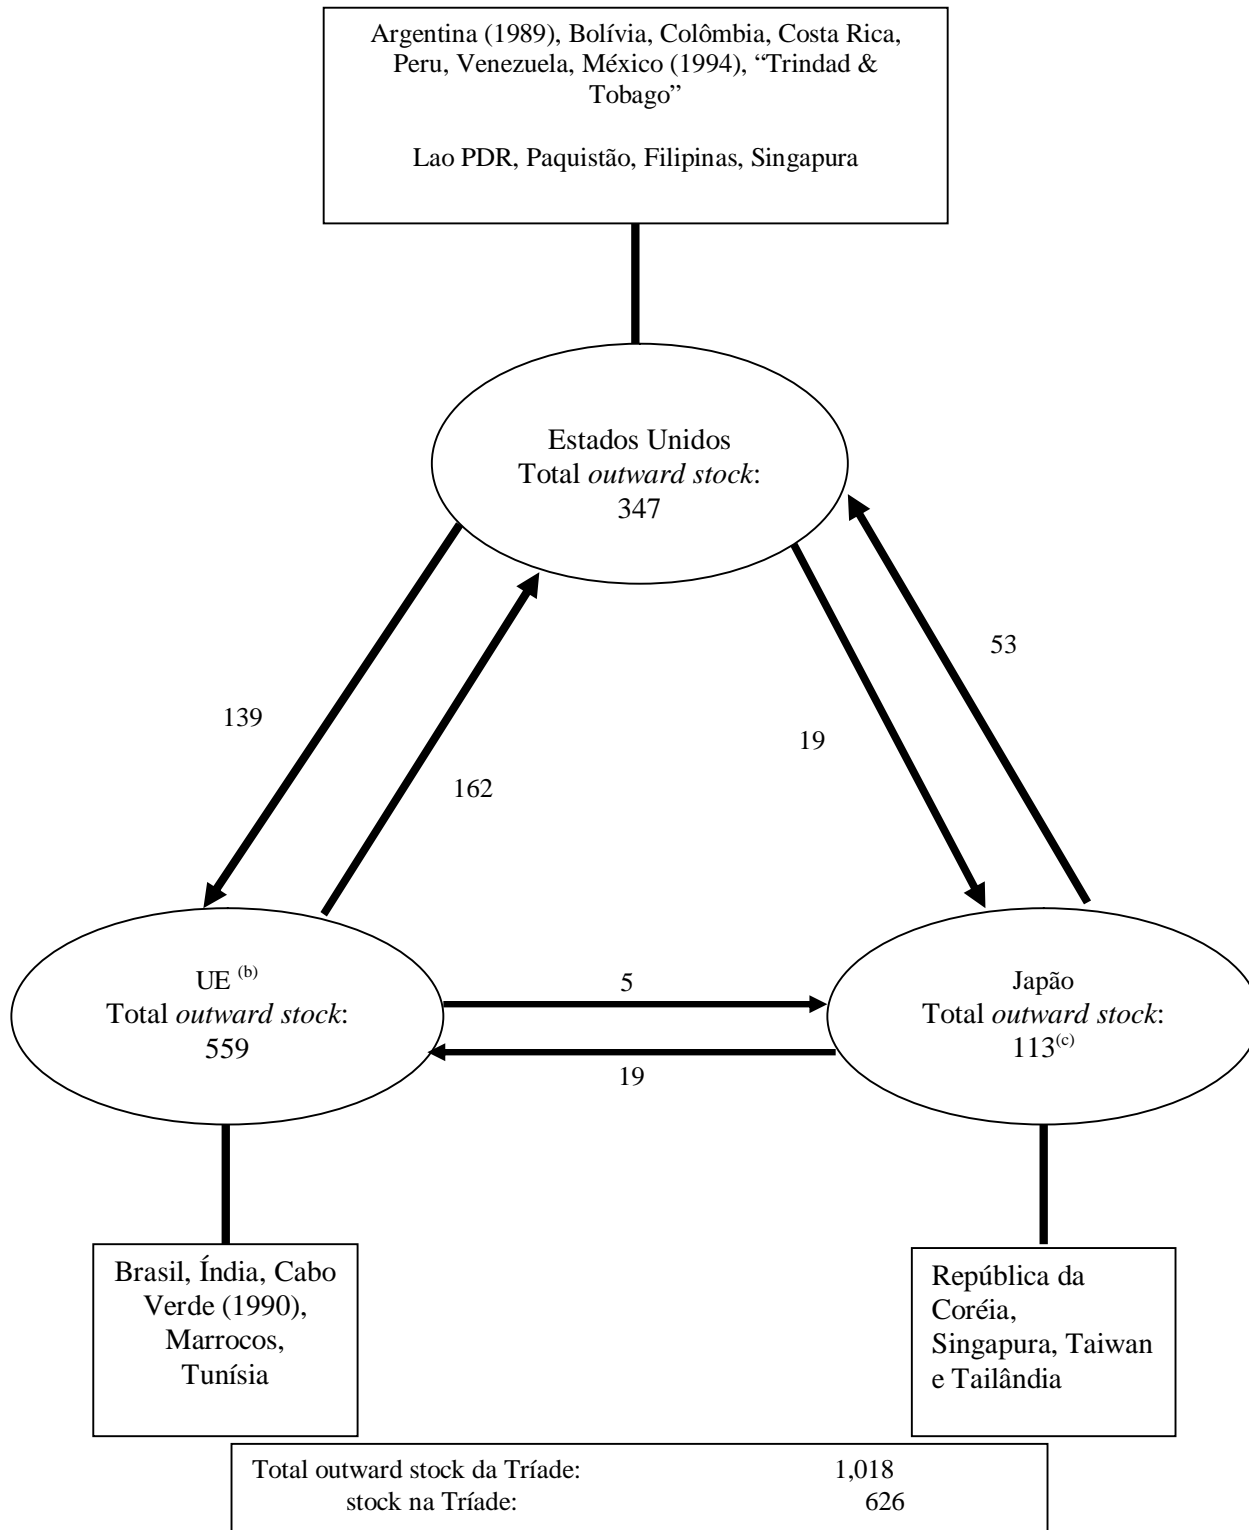 Argentina (1989), Bolívia, Colômbia, Costa Rica,
Peru, Venezuela, México (1994), “Trindad &
Tobago”
Lao PDR, Paquistão, Filipinas, Singapura
Estados Unidos
Total outward stock:
347
53
139
19
162
UE (b)
Total outward stock:
559
5
19
Japão
Total outward stock:
113(c)
Brasil, Índia, Cabo
Verde (1990),
Marrocos,
Tunísia
República da
Coréia,
Singapura, Taiwan
e Tailândia
Total outward stock da Tríade: 1,018
stock na Tríade: 626